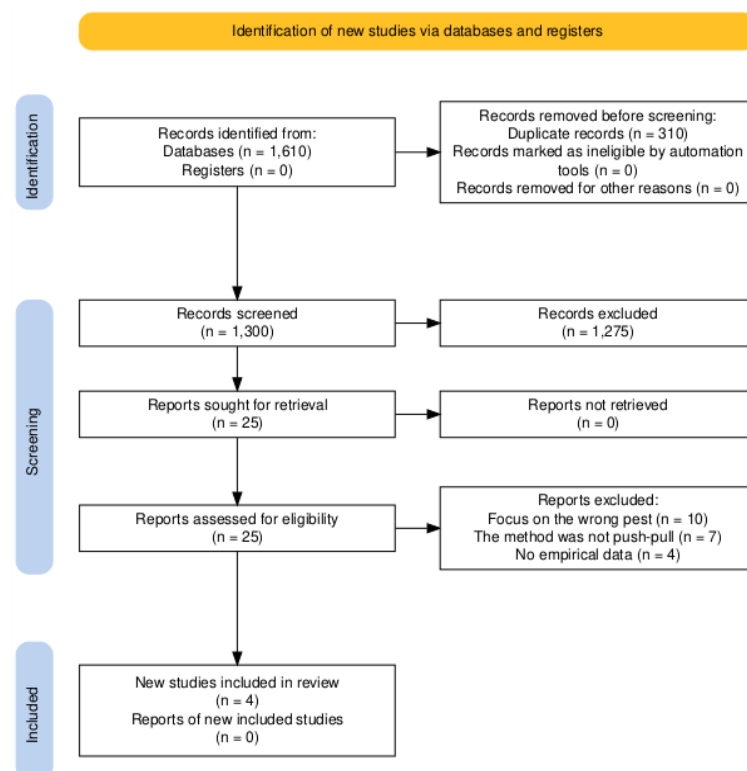 Identification of new studies via databases and registers
Identification
Records identified from:
Databases (n = 1,610)
Registers (n = 0)
Records removed before screening:
Duplicate records (n = 310)
Records marked as ineligible by automation
tools (n = 0)
Records removed for other reasons (n = 0)
Screening
Records screened
(n = 1,300)
Records excluded
(n = 1,275)
Reports sought for retrieval
(n = 25)
Reports not retrieved
(n = 0)
Reports assessed for eligibility
(n = 25)
Reports excluded:
Focus on the wrong pest (n = 10)
The method was not push-pull (n = 7)
No empirical data (n = 4)
Included
New studies included in review
(n = 4)
Reports of new included studies
(n = 0)